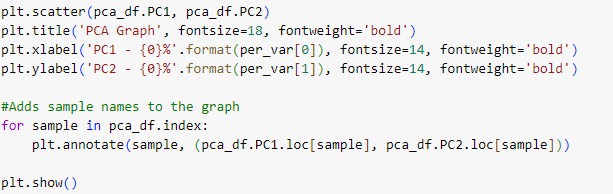 plt.scatter(pca_df.PC1, pca_df.PC2)
plt.title('PCA Graph', fontsize=18, fontweight='bold')
plt.xlabel('PC1 - {0}%'.format(per_var[0]), fontsize=14, fontweight='bold')
plt.ylabel('PC2 - {0}%'.format(per_var[1]), fontsize=14, fontweight='bold')
#Adds sample names to the graph
for sample in pca_df.index:
    plt.annotate(sample, (pca_df.PC1.loc[sample], pca_df.PC2.loc[sample]))
plt.show()